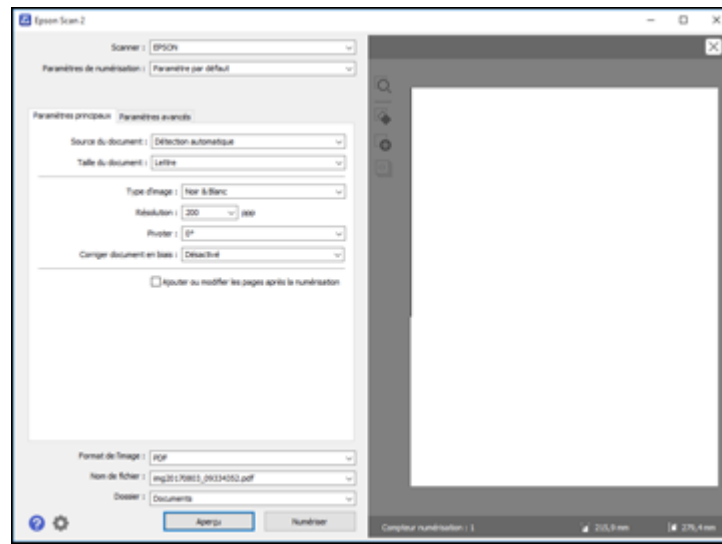 Epson Scan 2
Scanner : EPSON
Paramètres de numérisation : Paramètre par défaut
Paramètres principaux Paramètres avancés
Source du document : Détection automatique
Taille du document : Lettre
Type d'image : Noir & Blanc
Résolution : 200 ppp
Pivoter : 0°
Corriger document en biais : Désactivé
Ajouter ou modifier les pages après la numérisation
Format de l'image : PDF
Nom de fichier : img20170803_09334352.pdf
Dossier : Documents
Aperçu Numériser
Compteur numérisation : 1 215,9 mm 279,4 mm